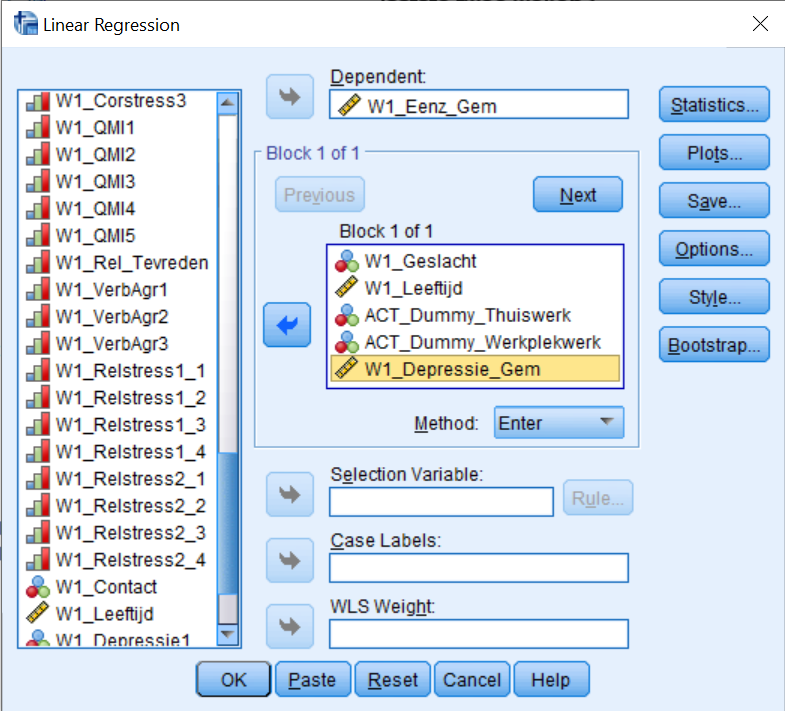 Linear Regression
W1_Corstress3
W1_QMI1
W1_QMI2
W1_QMI3
W1_QMI4
W1_QMI5
W1_Rel_Tevreden
W1_VerbAgr1
W1_VerbAgr2
W1_VerbAgr3
W1_Relstress1_1
W1_Relstress1_2
W1_Relstress1_3
W1_Relstress1_4
W1_Relstress2_1
W1_Relstress2_2
W1_Relstress2_3
W1_Relstress2_4
W1_Contact
W1_Leeftijd
W1_Depressie1
Dependent:
W1_Eenz_Gem
Block 1 of 1
Previous
Next
Block 1 of 1
W1_Geslacht
W1_Leeftijd
ACT_Dummy_Thuiswerk
ACT_Dummy_Werkplekwerk
W1_Depressie_Gem
Method: Enter
Selection Variable:
Rule...
Case Labels:
WLS Weight:
Statistics...
Plots...
Save...
Options...
Style...
Bootstrap...
OK Paste Reset Cancel Help